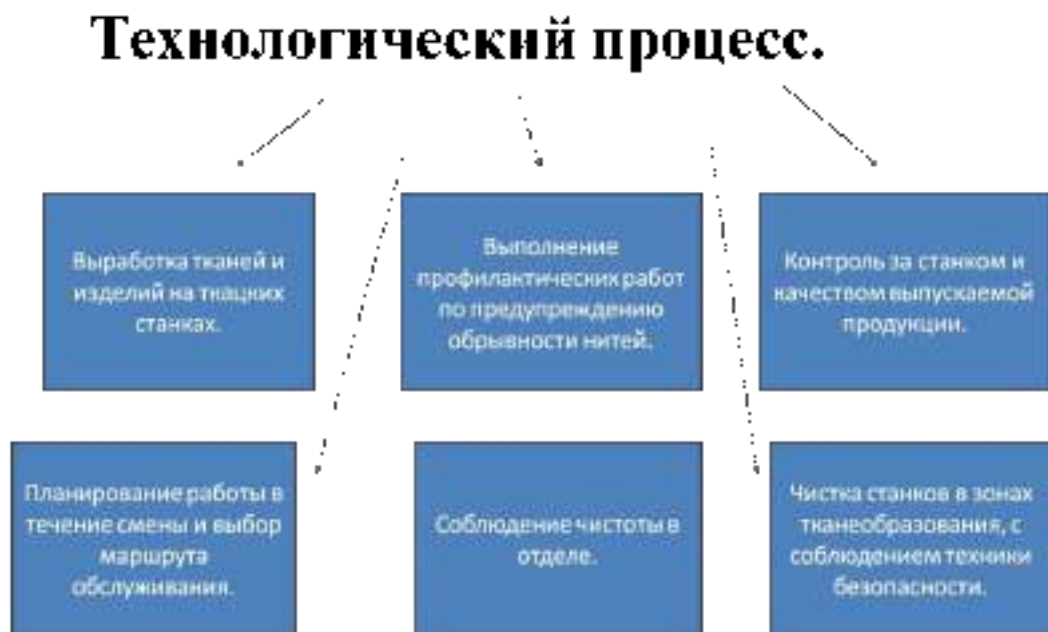 Технологический процесс.
Выработка тканей и
изделий на ткацких
станках.
Выполнение
профилактических работ
по предупреждению
обрывности нитей.
Контроль за станком и
качеством выпускаемой
продукции.
Планирование работы в
течение смены и выбор
маршрута
обслуживания.
Соблюдение чистоты в
отделе.
Чистка станков в зонах
тканеобразования, с
соблюдением техники
безопасности.